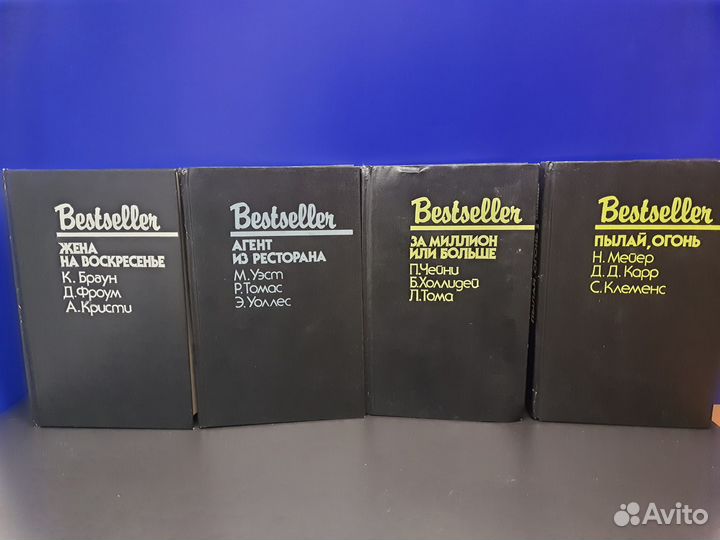 Bestseller
ЖЕНА
НА ВОСКРЕСЕНЬЕ
К. Браун
Д. Фроум
А. Кристи
Bestseller
АГЕНТ
ИЗ РЕСТОРАНА
М. Уэст
Р. Томас
Э. Уоллес
Bestseller
ЗА МИЛЛИОН
ИЛИ БОЛЬШЕ
П. Чейни
Б. Холлидей
Л. Тома
Bestseller
ПЫЛАЙ, ОГОНЬ
Н. Мейер
Д. Д. Карр
С. Клеменс
Avito